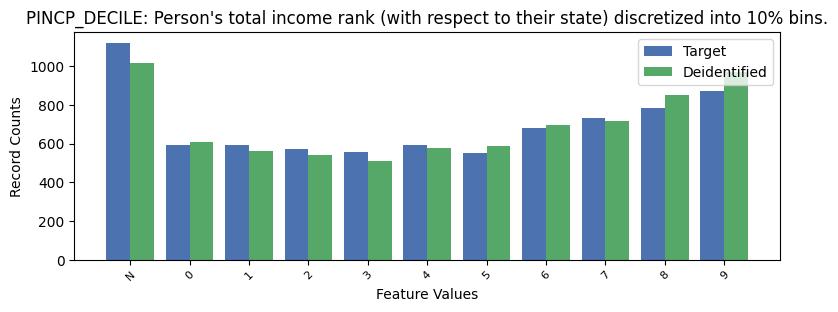 PINCP_DECILE: Person's total income rank (with respect to their state) discretized into 10% bins.
Target
Deidentified
Record Counts
1000
800
600
400
200
0
N 0 1 2 3 4 5 6 7 8 9
Feature Values